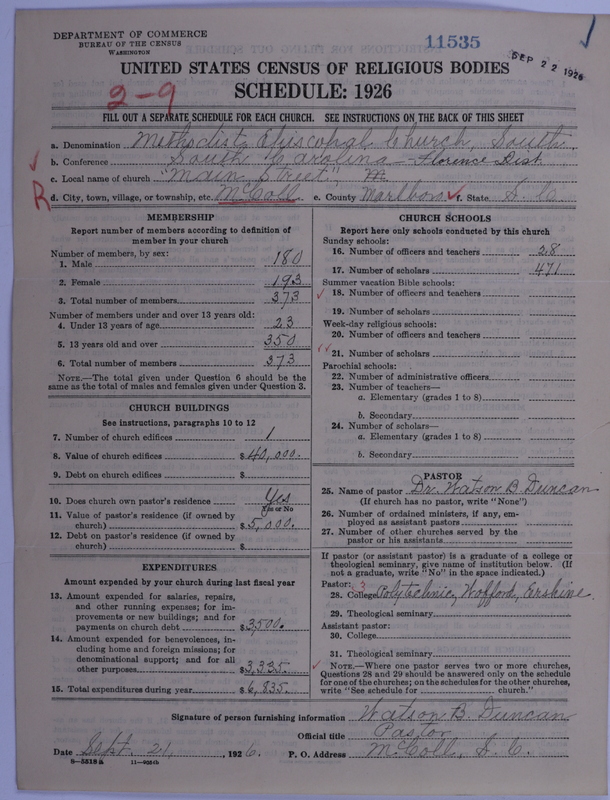 DEPARTMENT OF COMMERCE
BUREAU OF THE CENSUS
WASHINGTON
11535
SEP 22 1926
UNITED STATES CENSUS OF RELIGIOUS BODIES
SCHEDULE: 1926
2-9
FILL OUT A SEPARATE SCHEDULE FOR EACH CHURCH. SEE INSTRUCTIONS ON THE BACK OF THIS SHEET
a. Denomination Methodist Episcopal Church, South
b. Conference South Carolina - Florence Dist.
c. Local name of church "Main Street"
R
d. City, town, village, or township, etc. McColl e. County Marlboro f. State S. C.
MEMBERSHIP
Report number of members according to definition of member in your church
Number of members, by sex:
1. Male 180
2. Female 193
3. Total number of members 373
Number of members under and over 13 years old:
4. Under 13 years of age 23
5. 13 years old and over 350
6. Total number of members 373
NOTE.—The total given under Question 6 should be the
same as the total of males and females given under Question 3.
CHURCH BUILDINGS
See instructions, paragraphs 10 to 12
7. Number of church edifices 1
8. Value of church edifices $40,000.
9. Debt on church edifices $
10. Does church own pastor's residence Yes
Yes or No
11. Value of pastor's residence (if owned by
church) $5,000.
12. Debt on pastor's residence (if owned by
church) $
EXPENDITURES
Amount expended by your church during last fiscal year
13. Amount expended for salaries, repairs,
and other running expenses; for im-
provements or new buildings; and for
payments on church debt $3,500.
14. Amount expended for benevolences, in-
cluding home and foreign missions; for
denominational support; and for all
other purposes $3,335.
15. Total expenditures during year $6,835.
CHURCH SCHOOLS
Report here only schools conducted by this church
Sunday schools:
16. Number of officers and teachers 28
17. Number of scholars 471
Summer vacation Bible schools:
18. Number of officers and teachers
19. Number of scholars
Week-day religious schools:
20. Number of officers and teachers
21. Number of scholars
Parochial schools:
22. Number of administrative officers
23. Number of teachers—
a. Elementary (grades 1 to 8)
b. Secondary
24. Number of scholars—
a. Elementary (grades 1 to 8)
b. Secondary
PASTOR
25. Name of pastor Dr. Watson B. Duncan
(If church has no pastor, write "None")
26. Number of ordained ministers, if any, em-
ployed as assistant pastors
27. Number of other churches served by the
pastor or his assistants
If pastor (or assistant pastor) is a graduate of a college or
theological seminary, give name of institution below. (If
not a graduate, write "No" in the space indicated.)
Pastor: 3
28. College Polytechnic, Wofford, Erskine
29. Theological seminary
Assistant pastor:
30. College
31. Theological seminary
NOTE.—Where one pastor serves two or more churches,
Questions 28 and 29 should be answered only on the schedule
for one of the churches; on the schedules for the other churches,
write "See schedule for church."
Signature of person furnishing information Watson B. Duncan
Official title Pastor
Date Sept. 21, 1926. P. O. Address McColl, S. C.
8-5518a 11-9554b